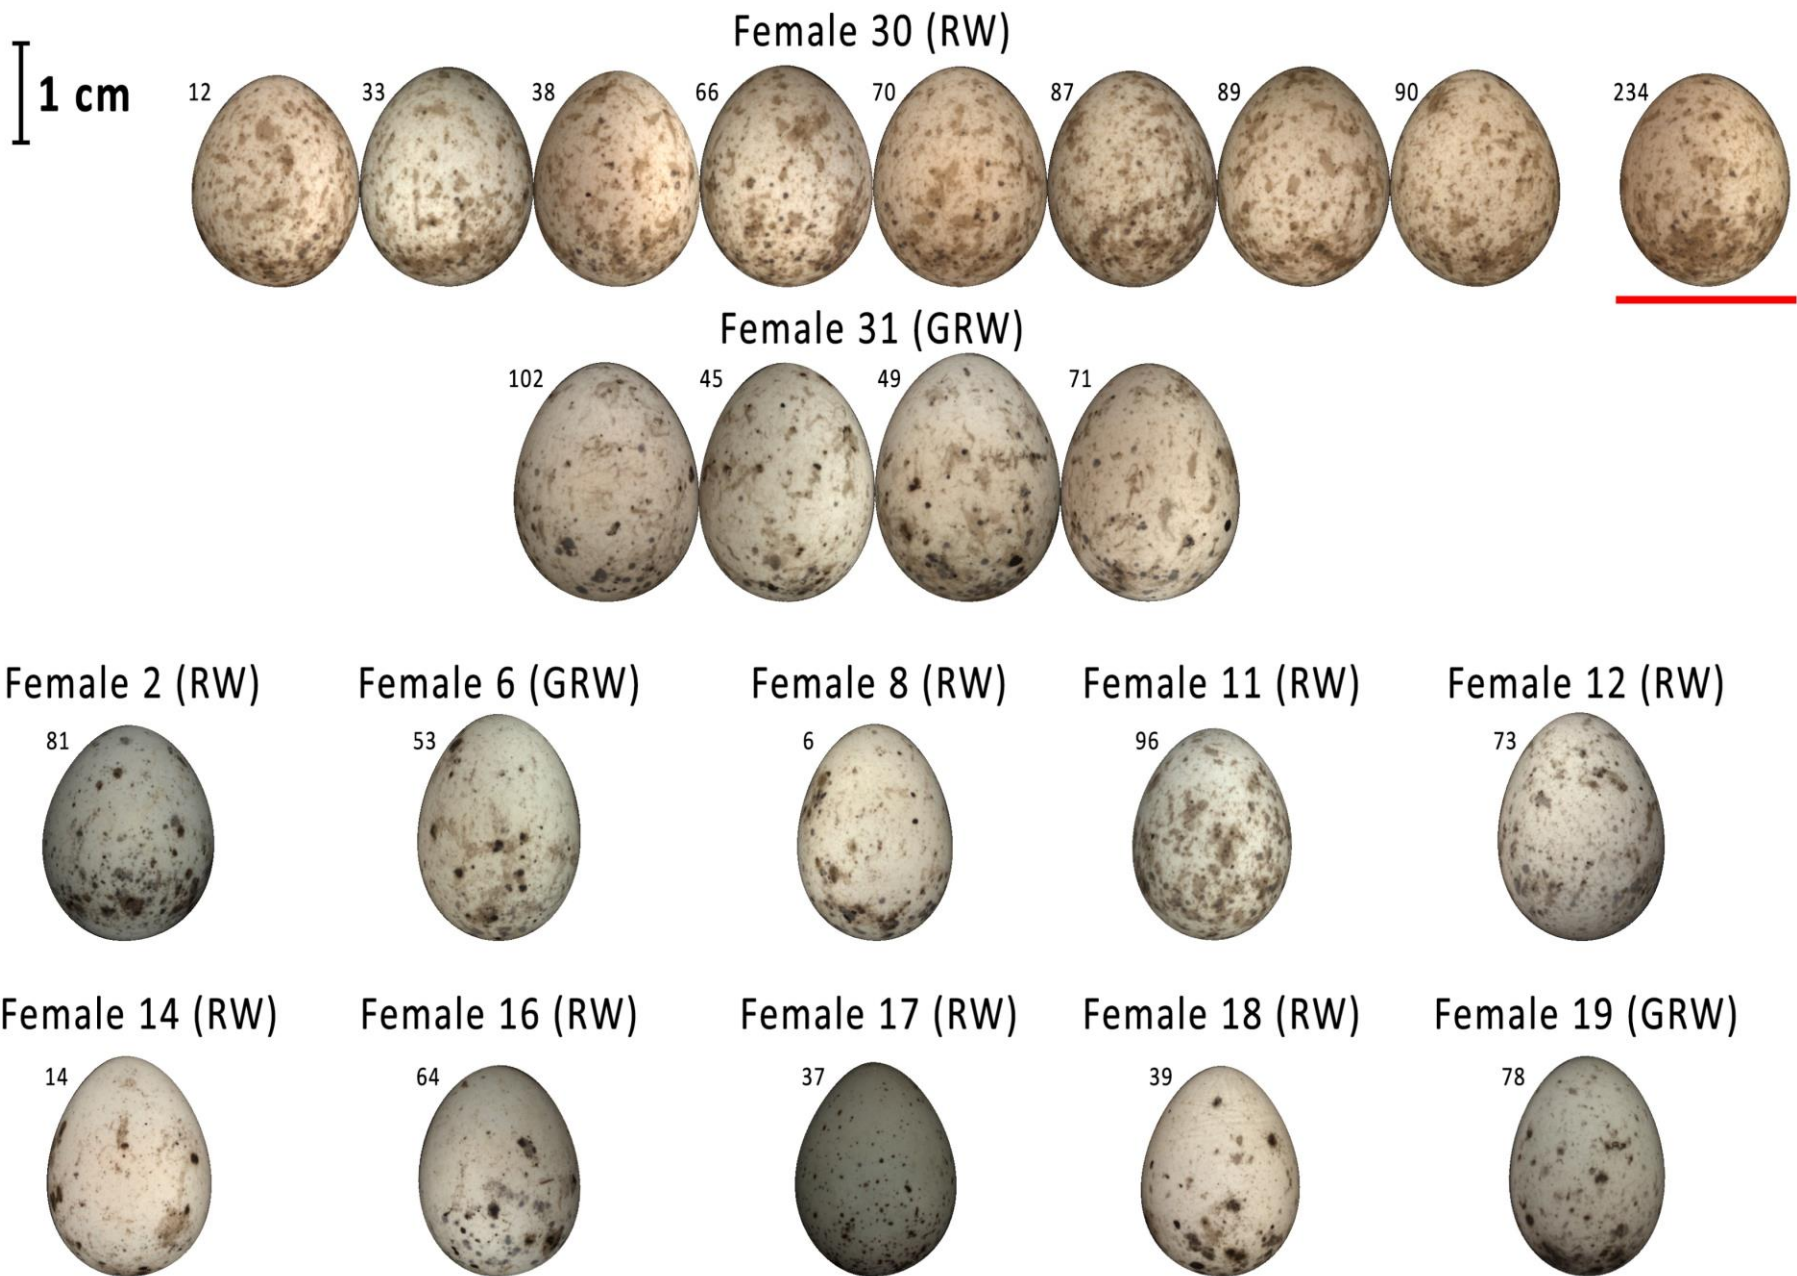 Female 30 (RW)
1 cm
12 33 38 66 70 87 89 90 234
Female 31 (GRW)
102 45 49 71
Female 2 (RW) Female 6 (GRW) Female 8 (RW) Female 11 (RW) Female 12 (RW)
81 53 6 96 73
Female 14 (RW) Female 16 (RW) Female 17 (RW) Female 18 (RW) Female 19 (GRW)
14 64 37 39 78